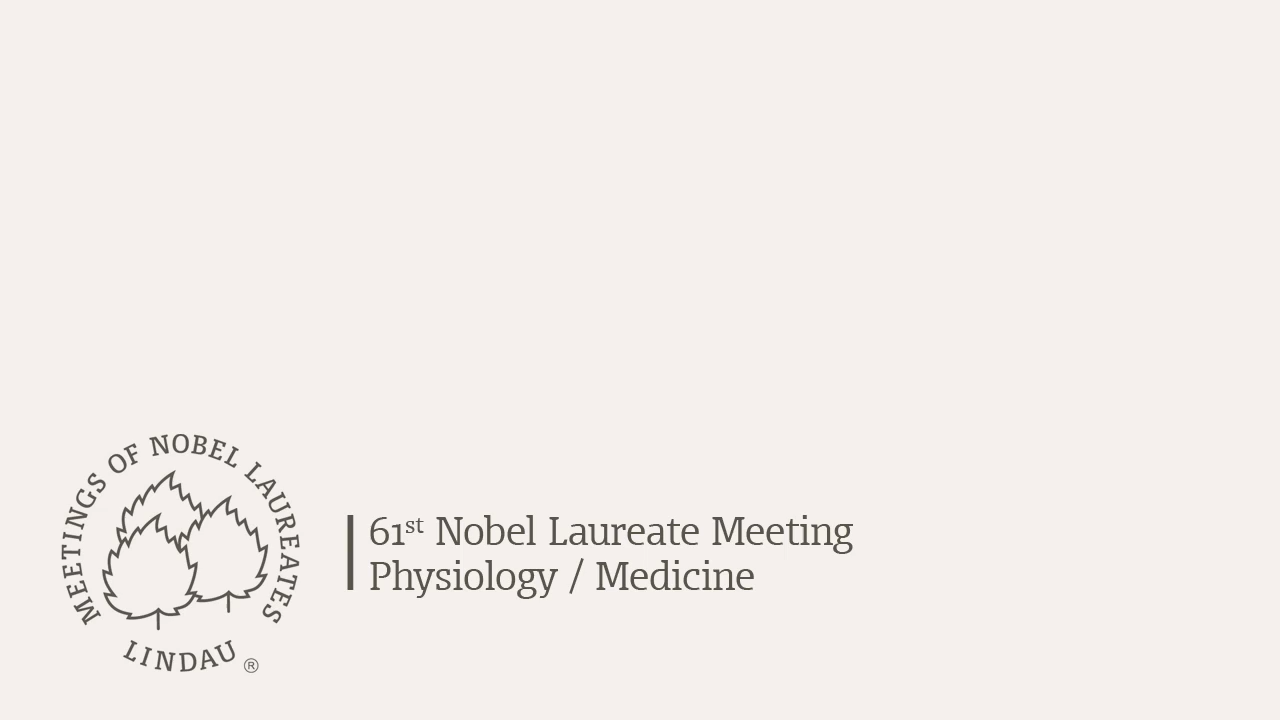 MEETINGS OF NOBEL LAUREATES
LINDAU ®
61st Nobel Laureate Meeting
Physiology / Medicine